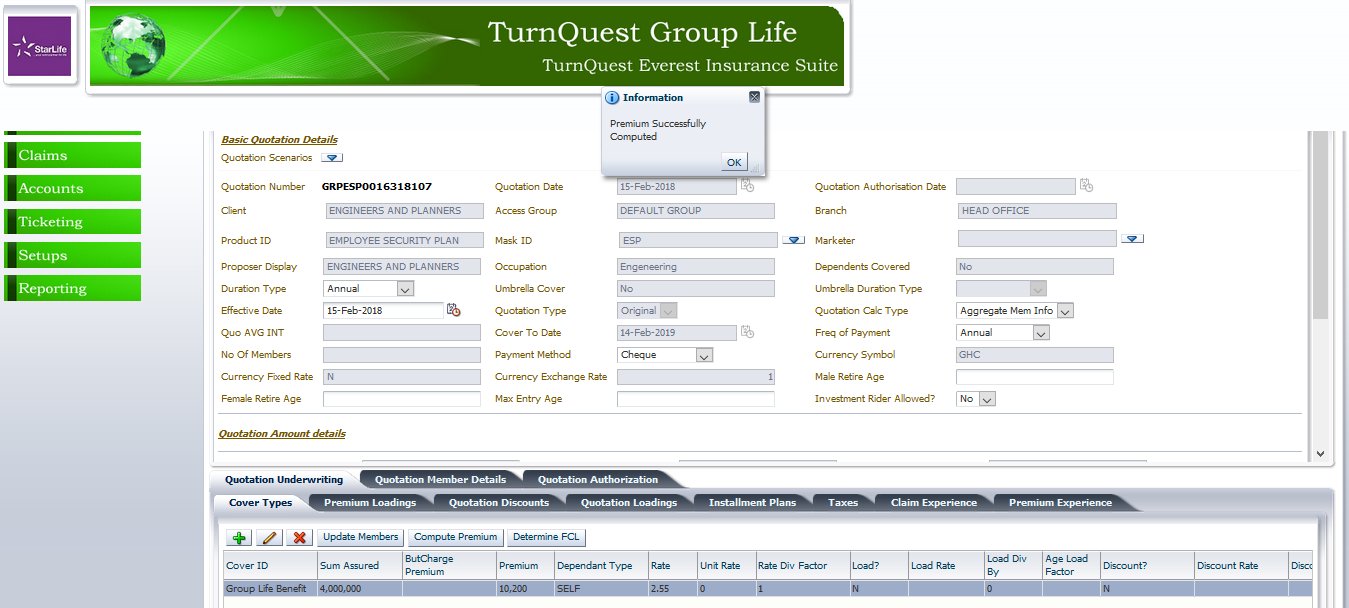 StarLife
TurnQuest Group Life
TurnQuest Everest Insurance Suite
Information
Premium Successfully
Computed
OK
Claims
Accounts
Ticketing
Setups
Reporting
Basic Quotation Details
Quotation Scenarios
Quotation Number GRPESP0016318107 Quotation Date 15-Feb-2018 Quotation Authorisation Date
Client ENGINEERS AND PLANNERS Access Group DEFAULT GROUP Branch HEAD OFFICE
Product ID EMPLOYEE SECURITY PLAN Mask ID ESP Marketer
Proposer Display ENGINEERS AND PLANNERS Occupation Engeneering Dependents Covered No
Duration Type Annual Umbrella Cover No Umbrella Duration Type
Effective Date 15-Feb-2018 Quotation Type Original Quotation Calc Type Aggregate Mem Info
Quo AVG INT Cover To Date 14-Feb-2019 Freq of Payment Annual
No Of Members Payment Method Cheque Currency Symbol GHC
Currency Fixed Rate N Currency Exchange Rate 1 Male Retire Age
Female Retire Age Max Entry Age Investment Rider Allowed? No
Quotation Amount details
Quotation Underwriting Quotation Member Details Quotation Authorization
Cover Types Premium Loadings Quotation Discounts Quotation Loadings Installment Plans Taxes Claim Experience Premium Experience
Update Members Compute Premium Determine FCL
Cover ID Sum Assured ButCharge Premium Premium Dependant Type Rate Unit Rate Rate Div Factor Load? Load Rate Load Div By Age Load Factor Discount? Discount Rate Disco
Group Life Benefit 4,000,000 10,200 SELF 2.55 0 1 N 0 N